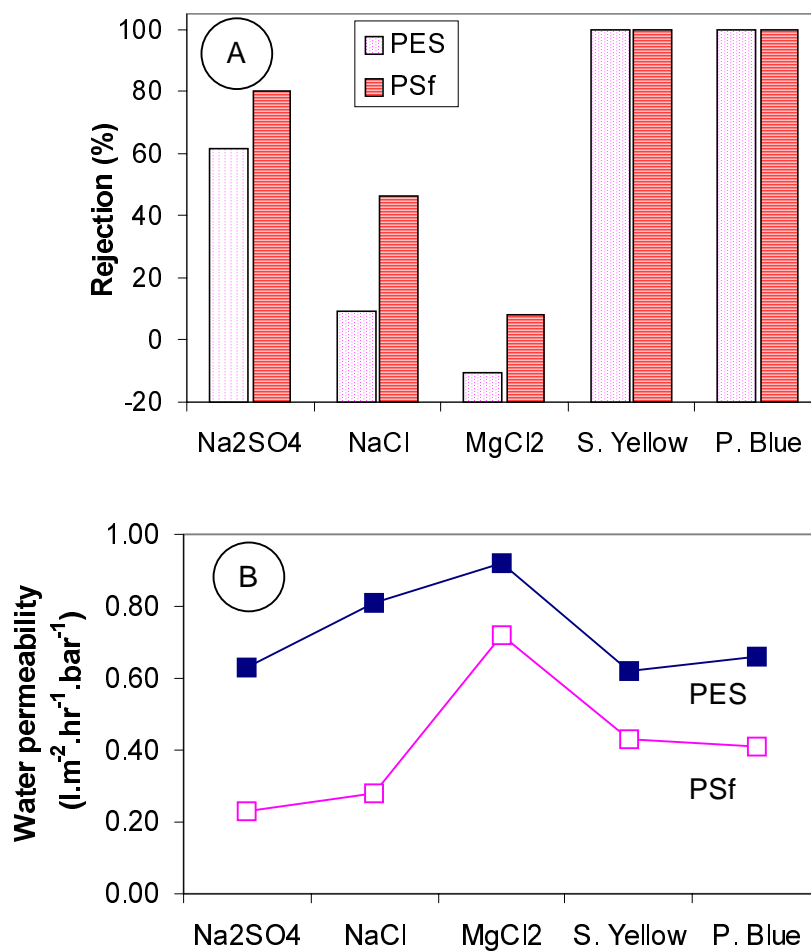 A
PES
PSf
Rejection (%)
100
80
60
40
20
0
-20
Na2SO4 NaCl MgCl2 S. Yellow P. Blue
B
Water permeability
(l.m-2.hr-1.bar-1)
1.00
0.80
0.60
0.40
0.20
0.00
PES
PSf
Na2SO4 NaCl MgCl2 S. Yellow P. Blue